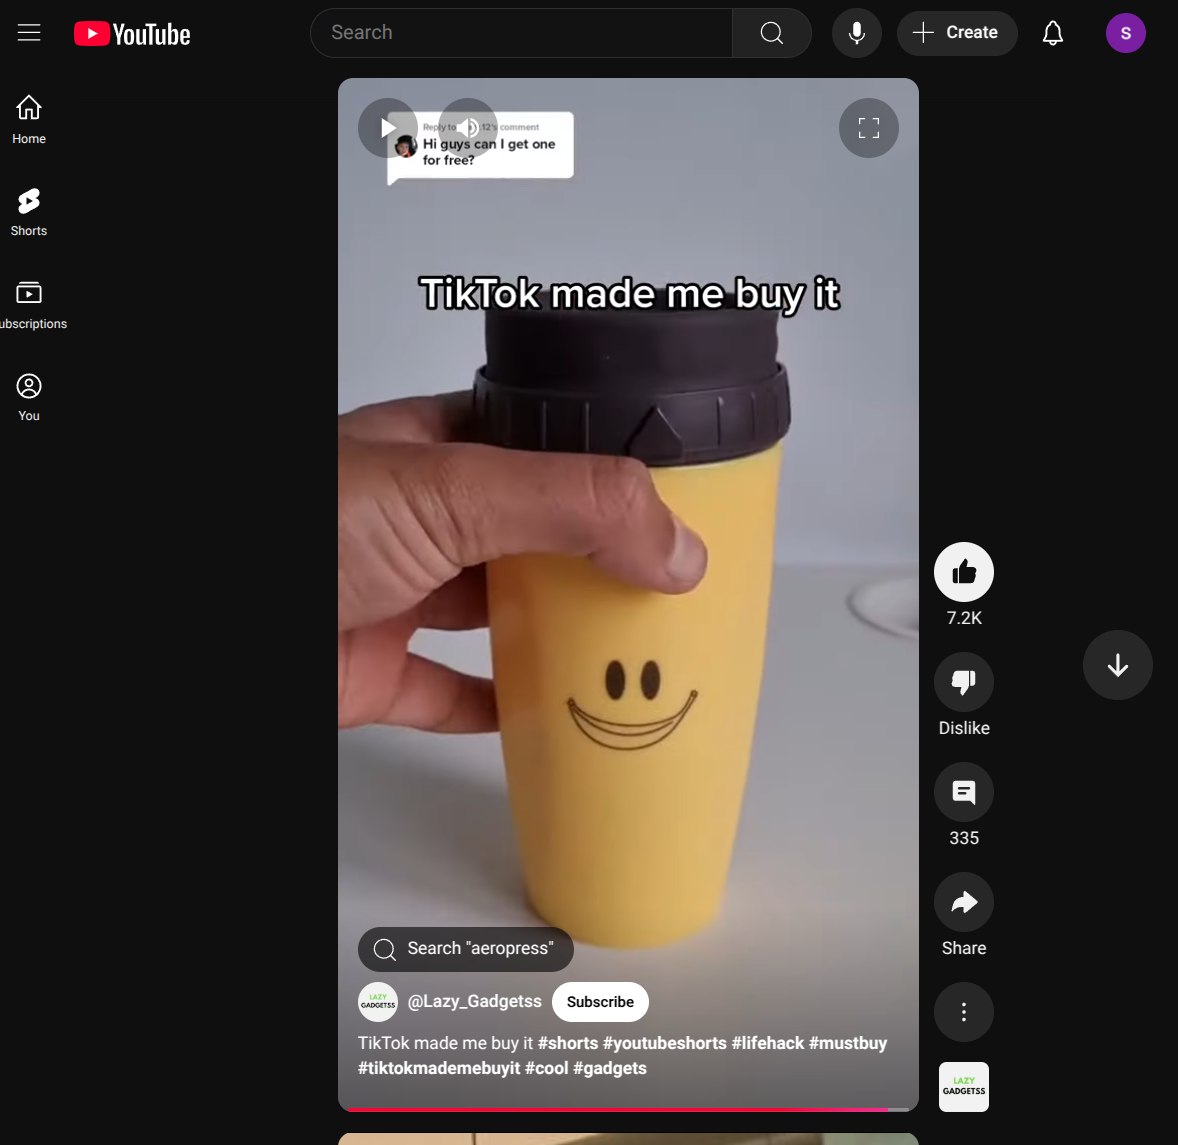 YouTube
Search
Create
S
Home
Shorts
ubscriptions
You
Reply to 12's comment
Hi guys can I get one
for free?
TikTok made me buy it
7.2K
Dislike
335
Share
Search "aeropress"
LAZY
GADGETSS
@Lazy_Gadgetss
Subscribe
TikTok made me buy it #shorts #youtubeshorts #lifehack #mustbuy
#tiktokmademebuyit #cool #gadgets
LAZY
GADGETSS